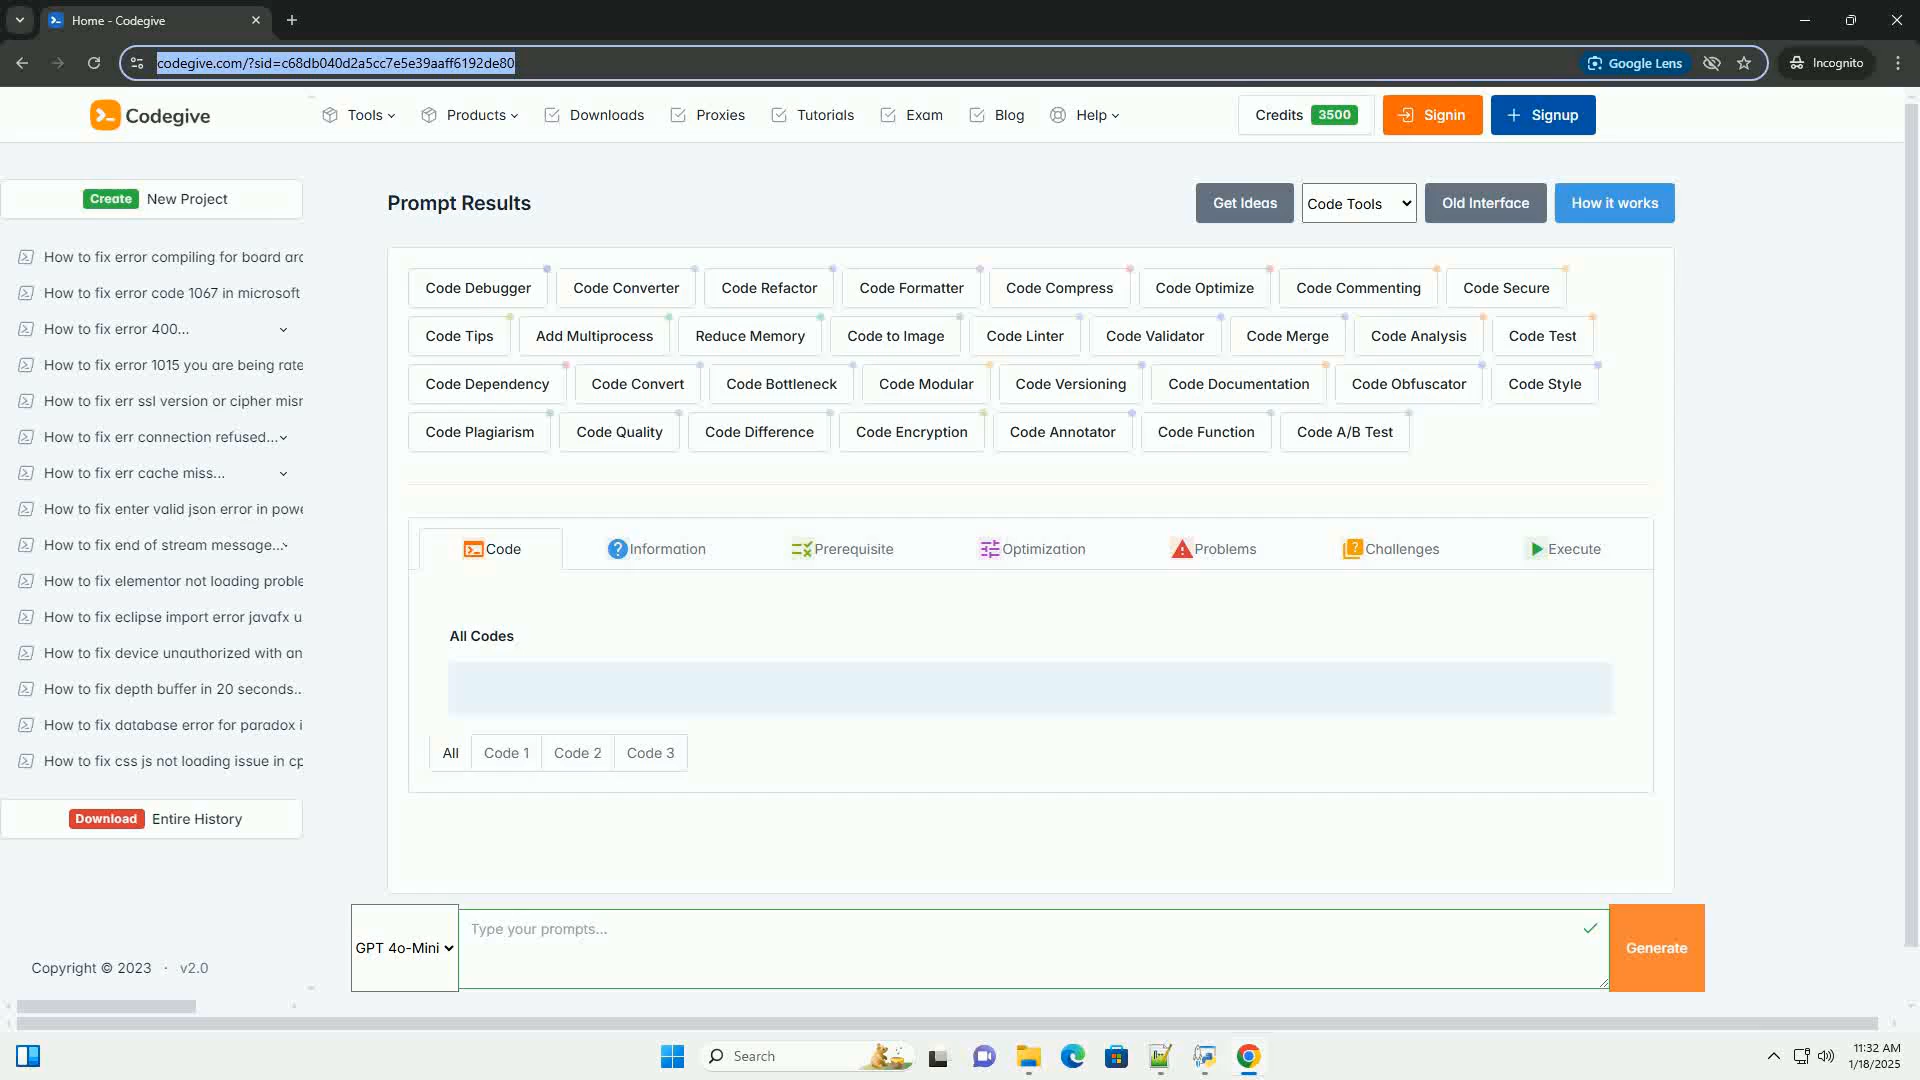 Home - Codegive
codegive.com/?sid=c68db040d2a5cc7e5e39aaff6192de80
Google Lens
Incognito
Codegive
Tools
Products
Downloads
Proxies
Tutorials
Exam
Blog
Help
Credits 3500
Signin
Signup
Create New Project
How to fix error compiling for board arc
How to fix error code 1067 in microsoft
How to fix error 400...
How to fix error 1015 you are being rate
How to fix err ssl version or cipher misr
How to fix err connection refused...
How to fix err cache miss...
How to fix enter valid json error in powe
How to fix end of stream message...
How to fix elementor not loading proble
How to fix eclipse import error javafx u
How to fix device unauthorized with an
How to fix depth buffer in 20 seconds...
How to fix database error for paradox i
How to fix css js not loading issue in cp
Download Entire History
Copyright © 2023 · v2.0
Prompt Results
Get Ideas
Code Tools
Old Interface
How it works
Code Debugger
Code Converter
Code Refactor
Code Formatter
Code Compress
Code Optimize
Code Commenting
Code Secure
Code Tips
Add Multiprocess
Reduce Memory
Code to Image
Code Linter
Code Validator
Code Merge
Code Analysis
Code Test
Code Dependency
Code Convert
Code Bottleneck
Code Modular
Code Versioning
Code Documentation
Code Obfuscator
Code Style
Code Plagiarism
Code Quality
Code Difference
Code Encryption
Code Annotator
Code Function
Code A/B Test
Code
Information
Prerequisite
Optimization
Problems
Challenges
Execute
All Codes
All
Code 1
Code 2
Code 3
GPT 4o-Mini
Type your prompts...
Generate
Search
11:32 AM
1/18/2025